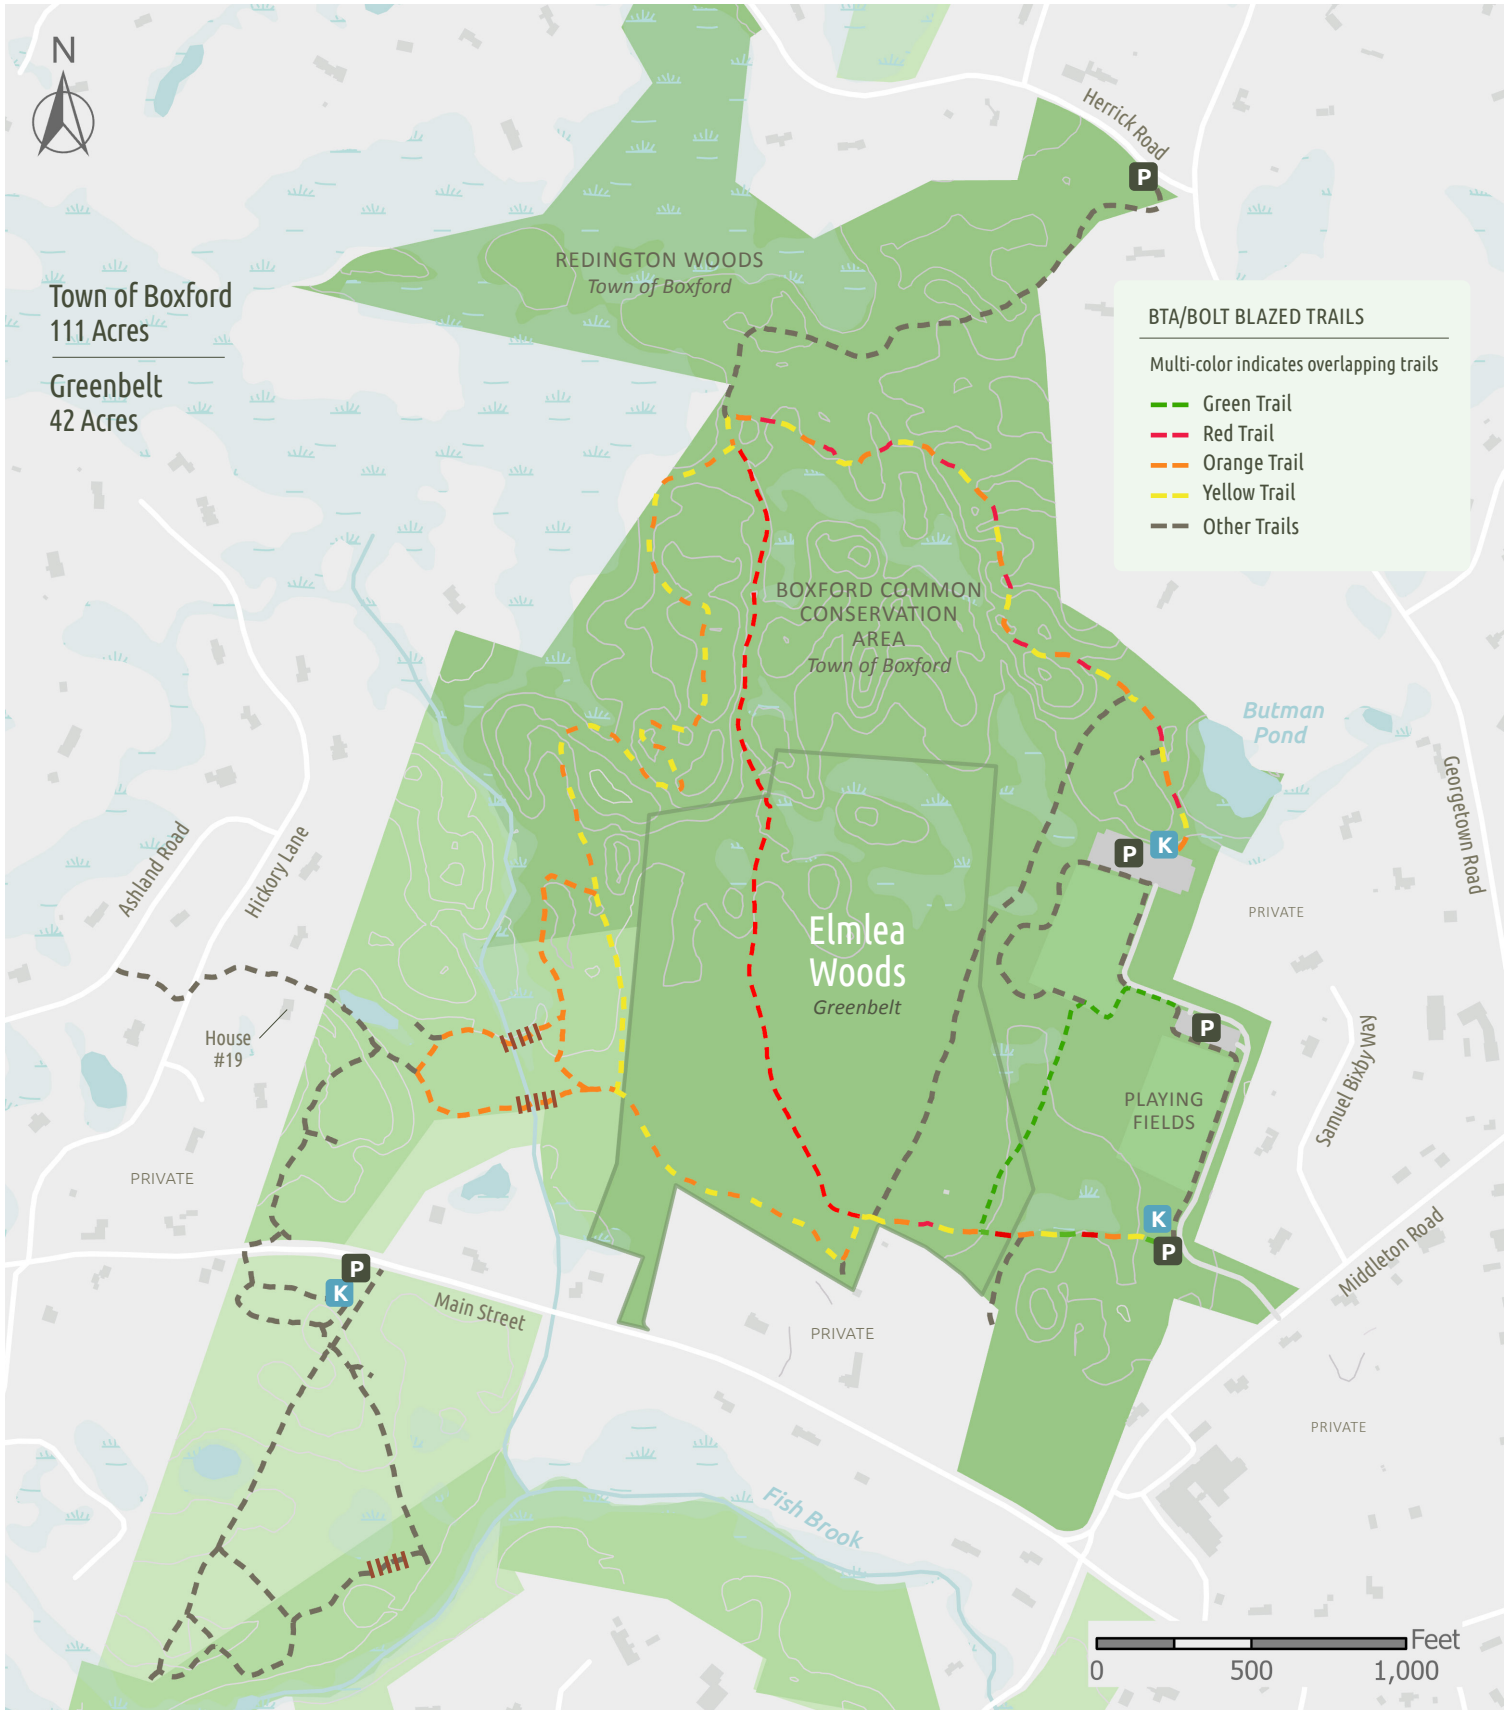 N
Herrick Road
P
REDINGTON WOODS
Town of Boxford
Town of Boxford
111 Acres
Greenbelt
42 Acres
BTA/BOLT BLAZED TRAILS
Multi-color indicates overlapping trails
Green Trail
Red Trail
Orange Trail
Yellow Trail
Other Trails
BOXFORD COMMON
CONSERVATION
AREA
Town of Boxford
Butman
Pond
Georgetown Road
Ashland Road
Hickory Lane
P
K
PRIVATE
Elmlea
Woods
Greenbelt
House
#19
P
Samuel Bixby Way
PLAYING
FIELDS
PRIVATE
K
P
Middleton Road
P
K
Main Street
PRIVATE
PRIVATE
Fish Brook
Feet
0 500 1,000